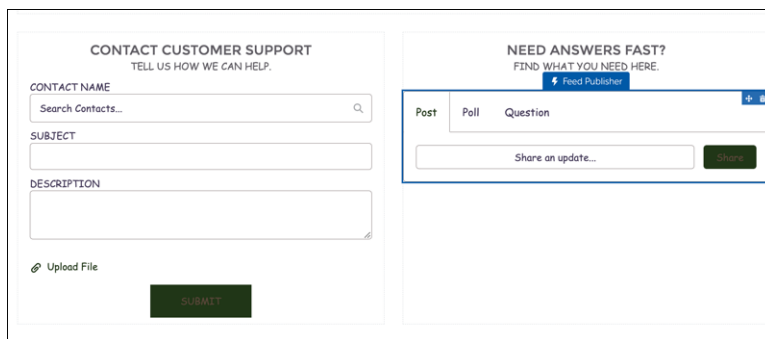 CONTACT CUSTOMER SUPPORT
TELL US HOW WE CAN HELP.
CONTACT NAME
Search Contacts...
SUBJECT
DESCRIPTION
Upload File
SUBMIT
NEED ANSWERS FAST?
FIND WHAT YOU NEED HERE.
Feed Publisher
Post Poll Question
Share an update... Share